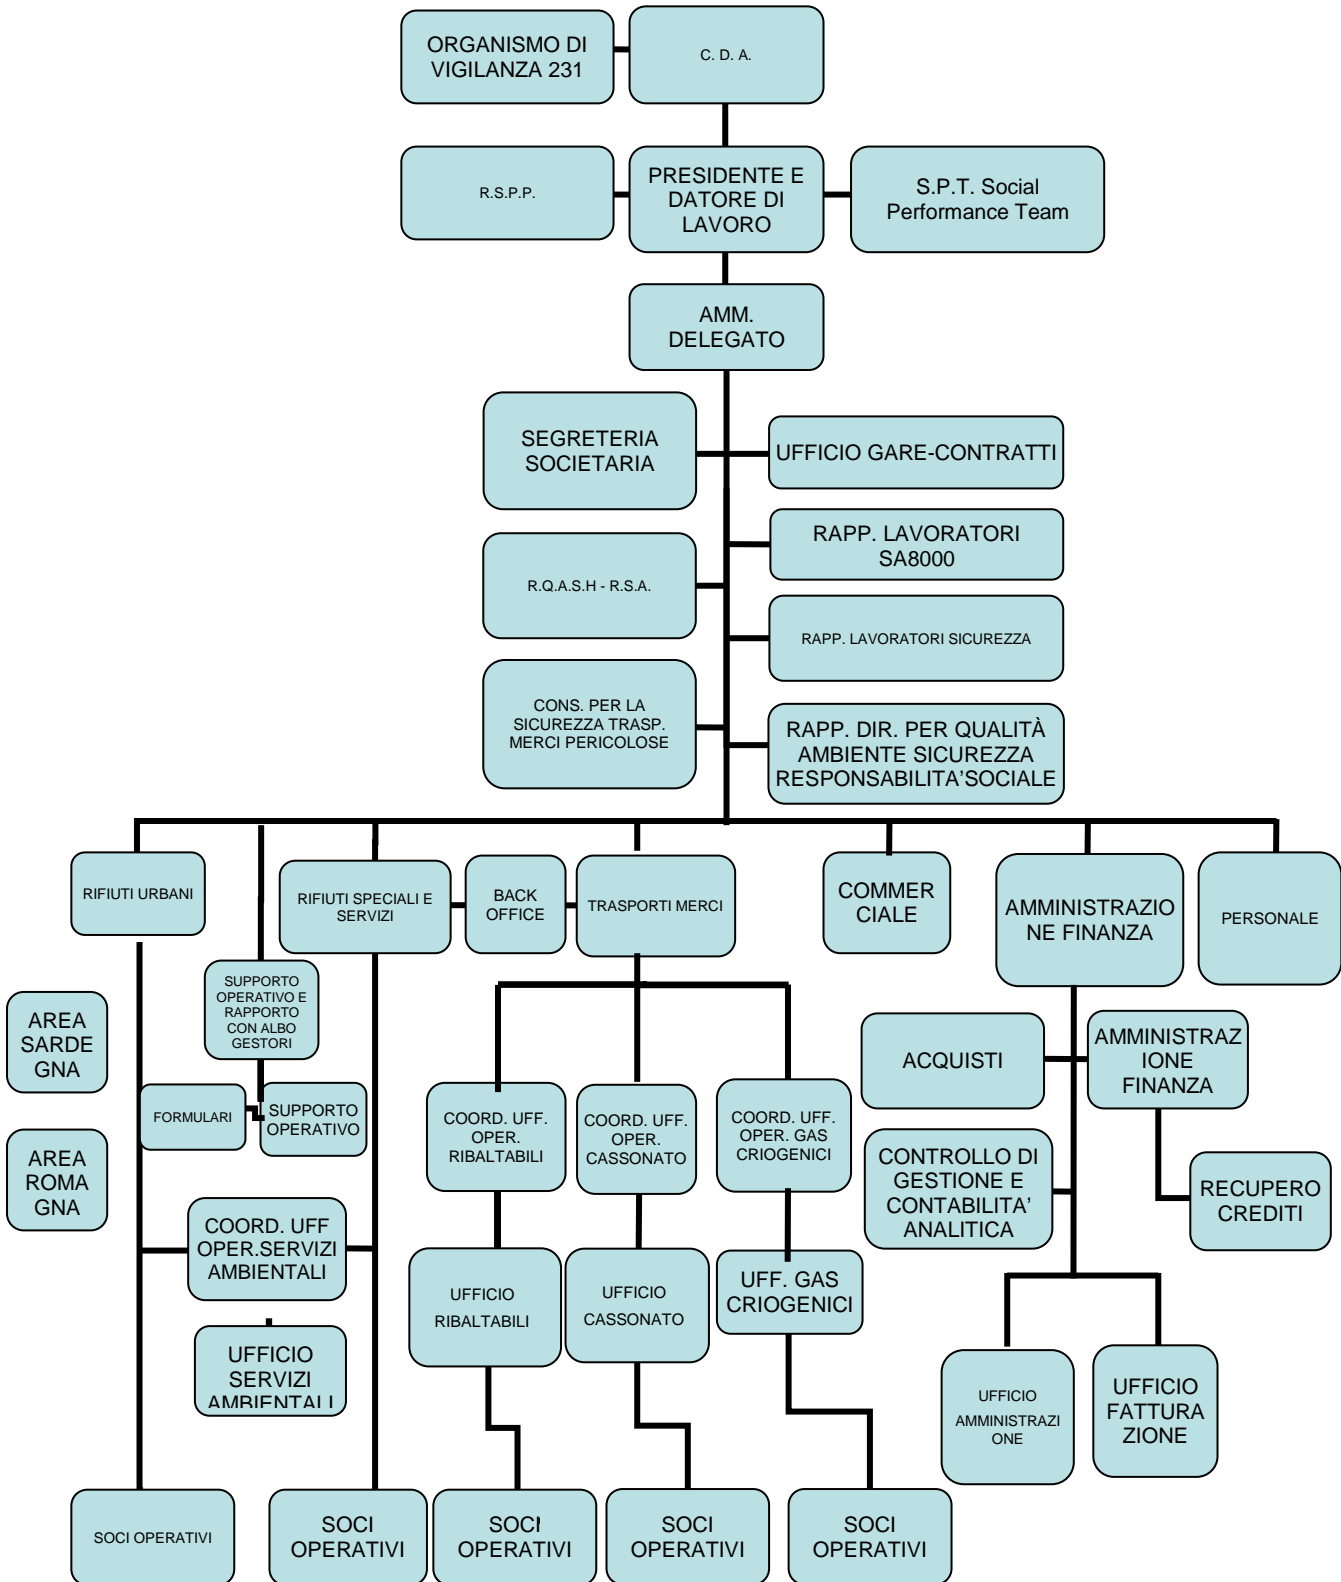 ORGANISMO DI
VIGILANZA 231
C. D. A.
R.S.P.P.
PRESIDENTE E
DATORE DI
LAVORO
S.P.T. Social
Performance Team
AMM.
DELEGATO
SEGRETERIA
SOCIETARIA
UFFICIO GARE-CONTRATTI
RAPP. LAVORATORI
SA8000
R.Q.A.S.H - R.S.A.
RAPP. LAVORATORI SICUREZZA
CONS. PER LA
SICUREZZA TRASP.
MERCI PERICOLOSE
RAPP. DIR. PER QUALITÀ
AMBIENTE SICUREZZA
RESPONSABILITA'SOCIALE
RIFIUTI URBANI
RIFIUTI SPECIALI E
SERVIZI
BACK
OFFICE
TRASPORTI MERCI
COMMER
CIALE
AMMINISTRAZIO
NE FINANZA
PERSONALE
SUPPORTO
OPERATIVO E
RAPPORTO
CON ALBO
GESTORI
AREA
SARDE
GNA
ACQUISTI
AMMINISTRAZ
IONE
FINANZA
FORMULARI
SUPPORTO
OPERATIVO
COORD. UFF.
OPER.
RIBALTABILI
COORD. UFF.
OPER.
CASSONATO
COORD. UFF.
OPER. GAS
CRIOGENICI
AREA
ROMA
GNA
CONTROLLO DI
GESTIONE E
CONTABILITA'
ANALITICA
RECUPERO
CREDITI
COORD. UFF
OPER.SERVIZI
AMBIENTALI
UFFICIO
RIBALTABILI
UFFICIO
CASSONATO
UFF. GAS
CRIOGENICI
UFFICIO
SERVIZI
AMBIENTALI
UFFICIO
AMMINISTRAZI
ONE
UFFICIO
FATTURA
ZIONE
SOCI OPERATIVI
SOCI
OPERATIVI
SOCI
OPERATIVI
SOCI
OPERATIVI
SOCI
OPERATIVI